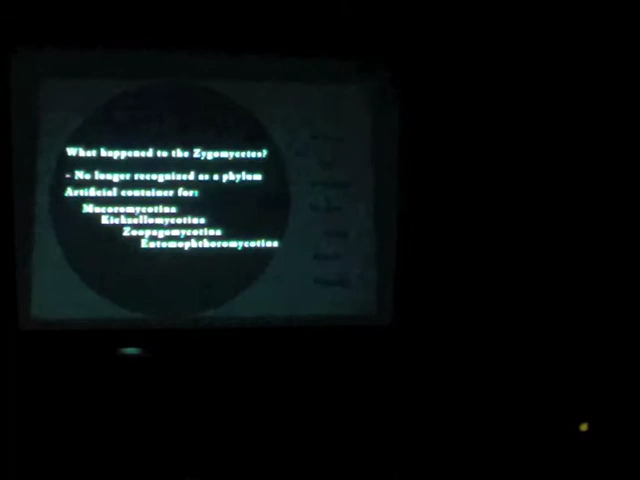 What happened to the Zygomycetes?
- No longer recognized as a phylum
Artificial container for:
Mucoromycotina
Kickxellomycotina
Zoopagomycotina
Entomophthoromycotina